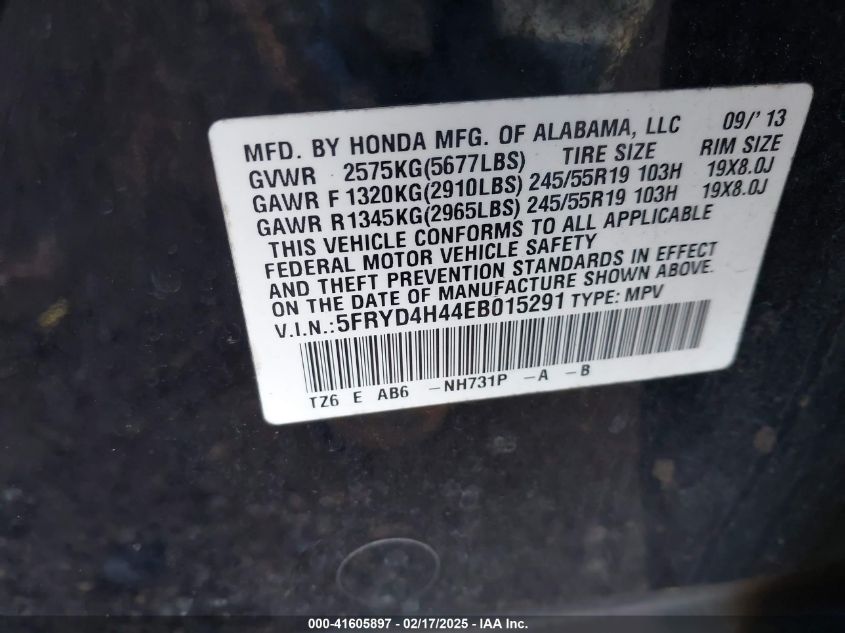 MFD. BY HONDA MFG. OF ALABAMA, LLC 09/'13
GVWR 2575KG(5677LBS) TIRE SIZE RIM SIZE
GAWR F 1320KG(2910LBS) 245/55R19 103H 19X8.0J
GAWR R1345KG(2965LBS) 245/55R19 103H 19X8.0J
THIS VEHICLE CONFORMS TO ALL APPLICABLE
FEDERAL MOTOR VEHICLE SAFETY
AND THEFT PREVENTION STANDARDS IN EFFECT
ON THE DATE OF MANUFACTURE SHOWN ABOVE.
V.I.N.:5FRYD4H44EB015291 TYPE: MPV
TZ6 E AB6 -NH731P -A -B
000-41605897 - 02/17/2025 - IAA Inc.